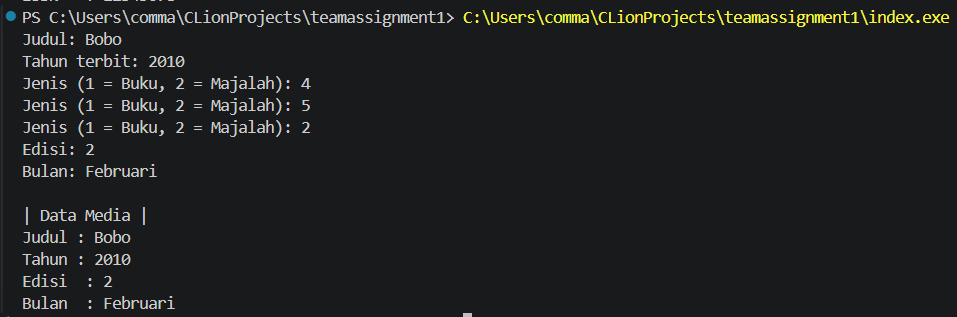 PS C:\Users\comma\CLionProjects\teamassignment1> C:\Users\comma\CLionProjects\teamassignment1\index.exe
Judul: Bobo
Tahun terbit: 2010
Jenis (1 = Buku, 2 = Majalah): 4
Jenis (1 = Buku, 2 = Majalah): 5
Jenis (1 = Buku, 2 = Majalah): 2
Edisi: 2
Bulan: Februari

| Data Media |
Judul : Bobo
Tahun : 2010
Edisi  : 2
Bulan  : Februari